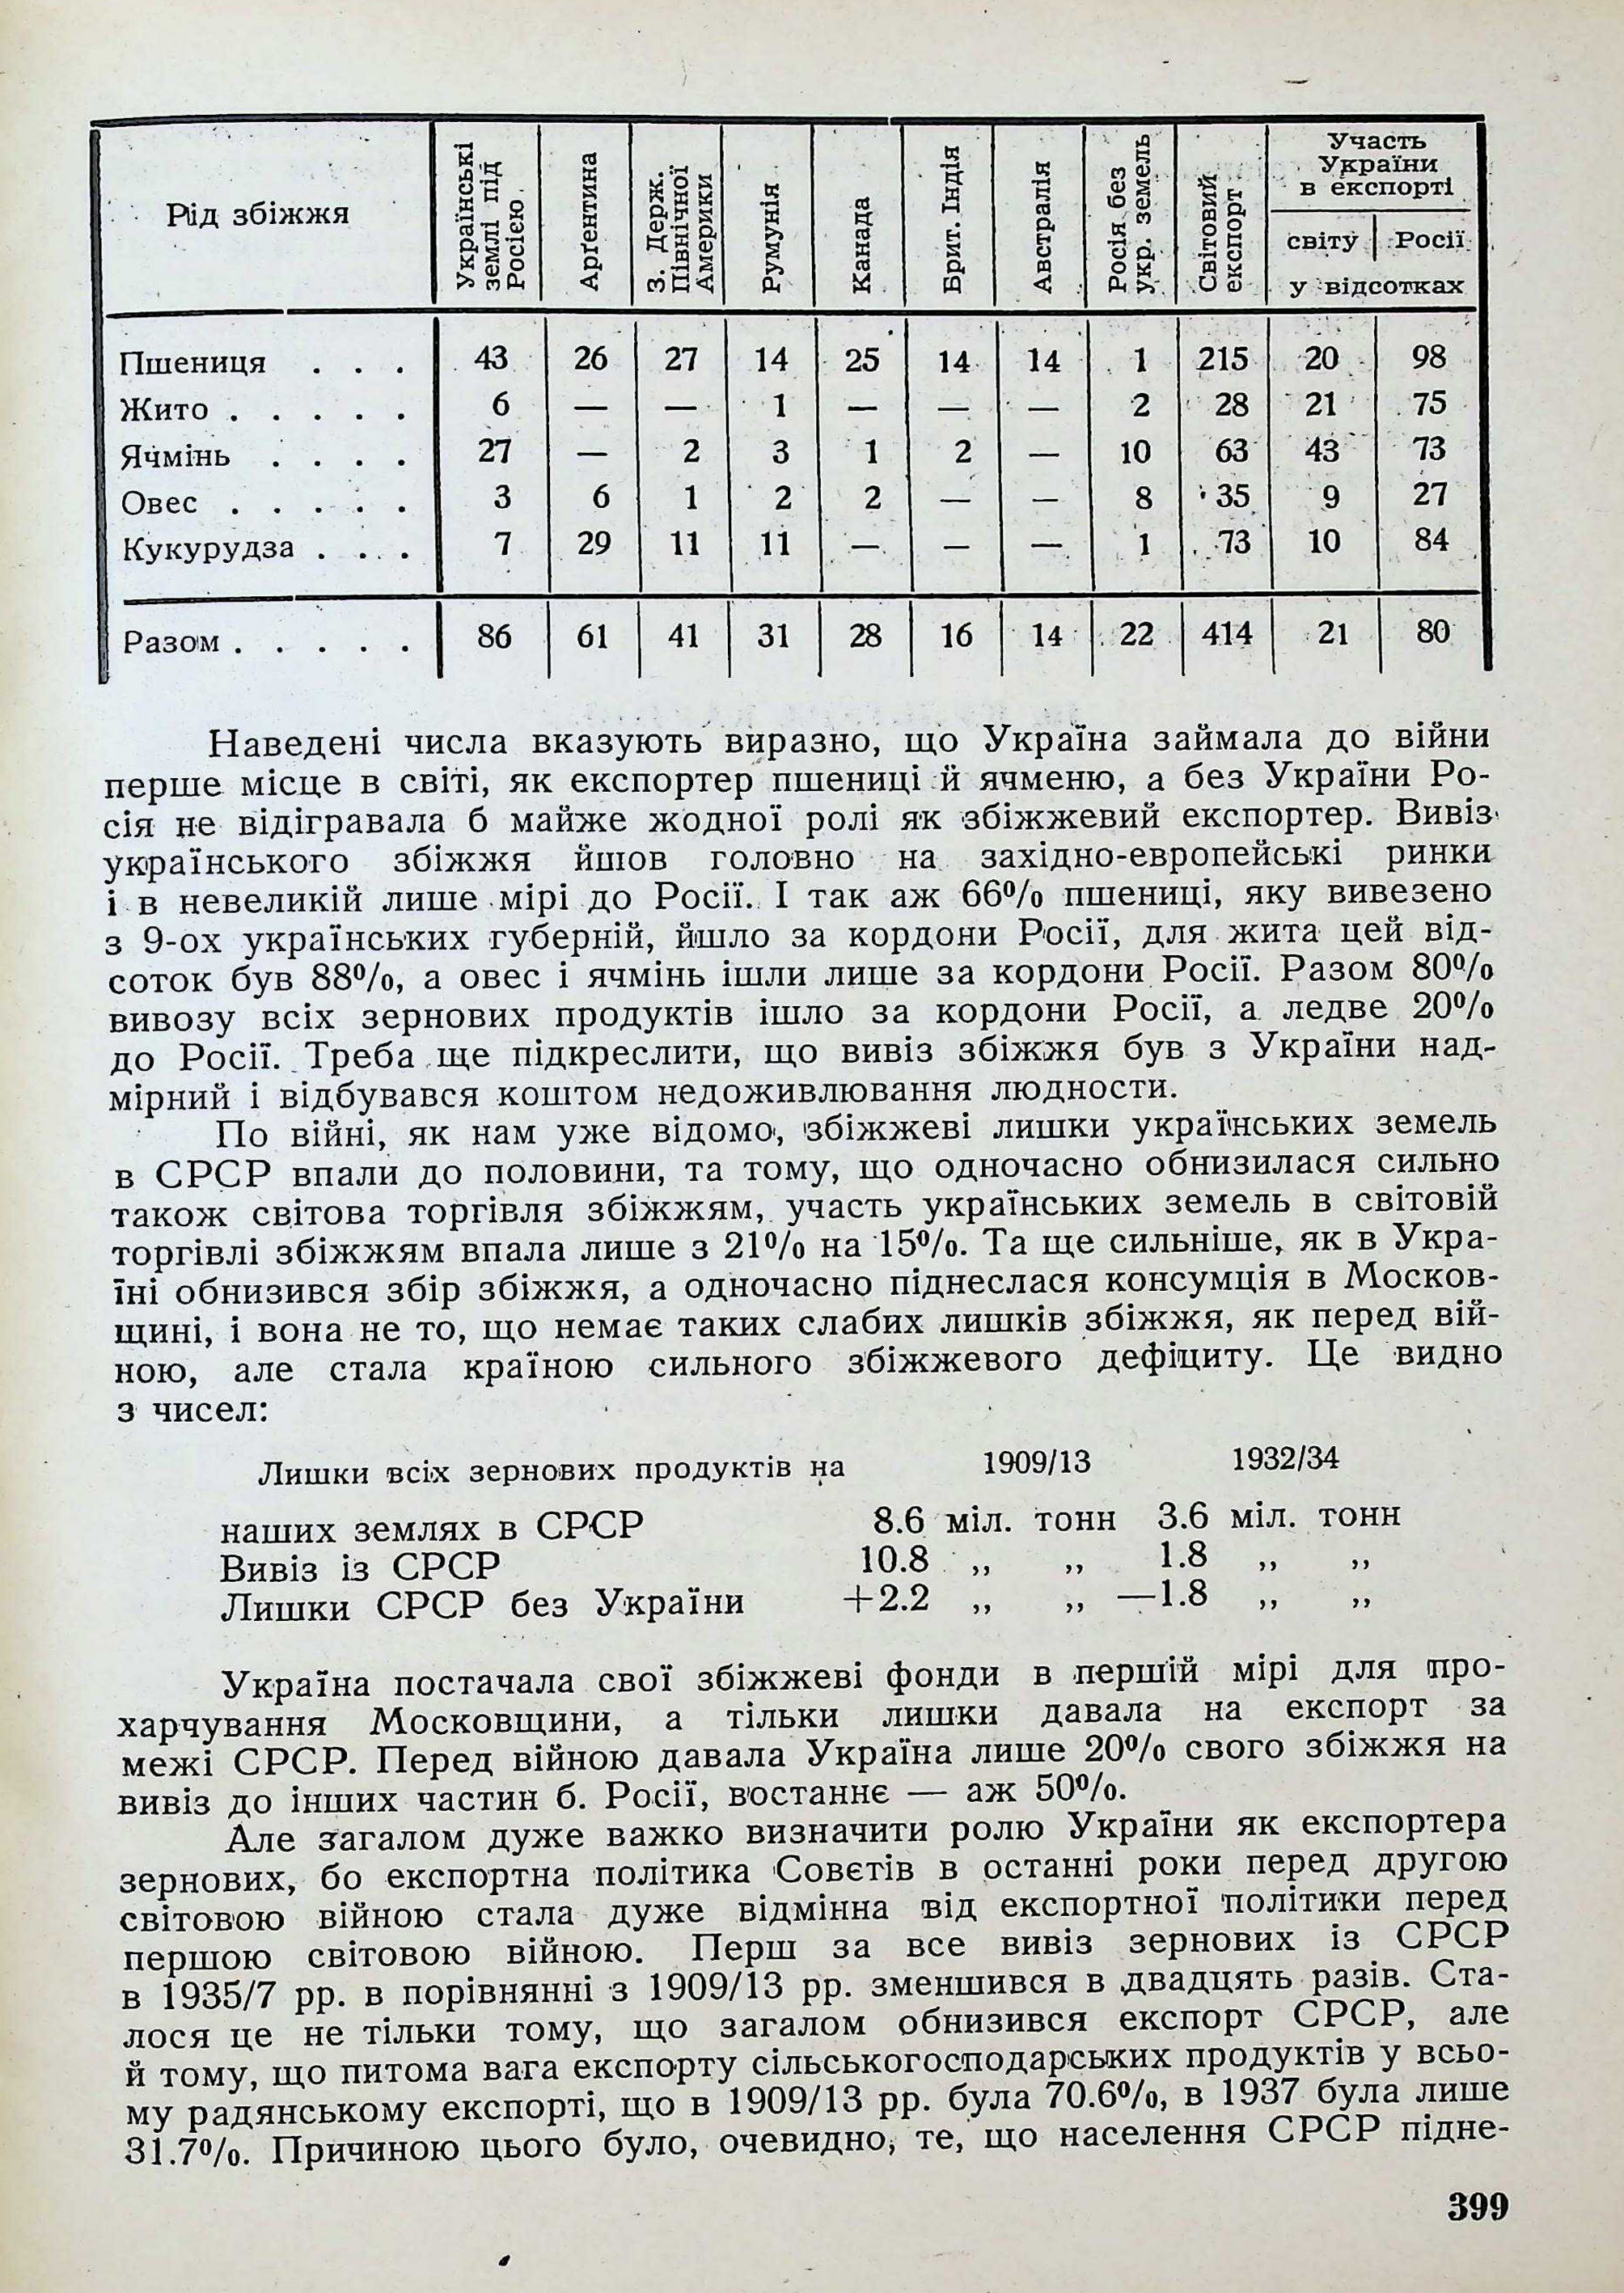 Рід збіжжя
Українські
землі під
Росією
Арґентина
З. Держ.
Північної
Америки
Румунія
Канада
Брит. Індія
Австралія
Росія без
укр. земель
Світовий
експорт
Участь
України
в експорті
світу Росії
у відсотках
Пшениця . . . 43 26 27 14 25 14 14 1 215 20 98
Жито . . . . . 6 — — 1 — — — 2 28 21 75
Ячмінь . . . . 27 — 2 3 1 2 — 10 63 43 73
Овес . . . . . 3 6 1 2 2 — — 8 35 9 27
Кукурудза . . . . 7 29 11 11 — — — 1 73 10 84
Разом . . . . . 86 61 41 31 28 16 14 22 414 21 80
Наведені числа вказують виразно, що Україна займала до війни
перше місце в світі, як експортер пшениці й ячменю, а без України Ро-
сія не відігравала б майже жодної ролі як збіжжевий експортер. Вивіз
українського збіжжя йшов головно на західно-европейські ринки
і в невеликій лише мірі до Росії. І так аж 66% пшениці, яку вивезено
з 9-ох українських губерній, йшло за кордони Росії, для жита цей від-
соток був 88%, а овес і ячмінь ішли лише за кордони Росії. Разом 80%
вивозу всіх зернових продуктів ішло за кордони Росії, а ледве 20%
до Росії. Треба ще підкреслити, що вивіз збіжжя був з України над-
мірний і відбувався коштом недоживлювання людности.
По війні, як нам уже відомо, збіжжеві лишки українських земель
в СРСР впали до половини, та тому, що одночасно обнизилася сильно
також світова торгівля збіжжям, участь українських земель в світовій
торгівлі збіжжям впала лише з 21% на 15%. Та ще сильніше, як в Укра-
їні обнизився збір збіжжя, а одночасно піднеслася консумція в Москов-
щині, і вона не то, що немає таких слабих лишків збіжжя, як перед вій-
ною, але стала країною сильного збіжжевого дефіциту. Це видно
з чисел:
Лишки всіх зернових продуктів на 1909/13 1932/34
наших землях в СРСР 8.6 міл. тонн 3.6 міл. тонн
Вивіз із СРСР 10.8 „ „ 1.8 „ „
Лишки СРСР без України +2.2 „ „ —1.8 „ „
Україна постачала свої збіжжеві фонди в першій мірі для про-
харчування Московщини, а тільки лишки давала на експорт за
межі СРСР. Перед війною давала Україна лише 20% свого збіжжя на
вивіз до інших частин б. Росії, востаннє — аж 50%.
Але загалом дуже важко визначити ролю України як експортера
зернових, бо експортна політика Совєтів в останні роки перед другою
світовою війною стала дуже відмінна від експортної політики перед
першою світовою війною. Перш за все вивіз зернових із СРСР
в 1935/7 рр. в порівнянні з 1909/13 рр. зменшився в двадцять разів. Ста-
лося це не тільки тому, що загалом обнизився експорт СРСР, але
й тому, що питома вага експорту сільськогосподарських продуктів у всьо-
му радянському експорті, що в 1909/13 рр. була 70.6%, в 1937 була лише
31.7%. Причиною цього було, очевидно, те, що населення СРСР підне-
399